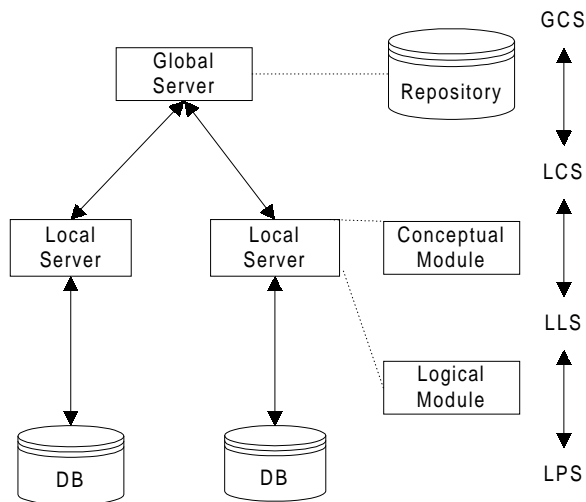 GCS
Global
Server
Repository
LCS
Local
Server
Local
Server
Conceptual
Module
LLS
Logical
Module
DB
DB
LPS